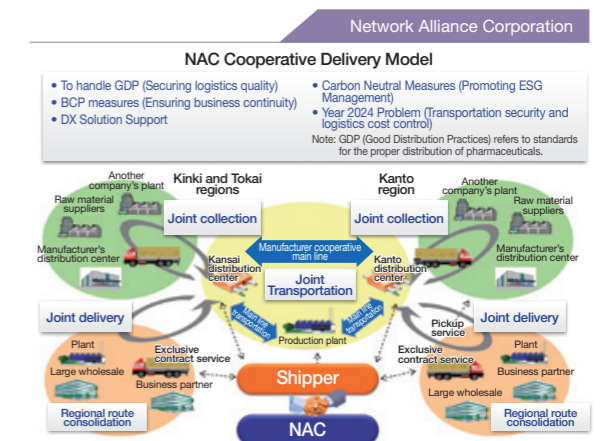 Network Alliance Corporation
NAC Cooperative Delivery Model
• To handle GDP (Securing logistics quality)
• BCP measures (Ensuring business continuity)
• DX Solution Support
• Carbon Neutral Measures (Promoting ESG
Management)
• Year 2024 Problem (Transportation security and
logistics cost control)
Note: GDP (Good Distribution Practices) refers to standards
for the proper distribution of pharmaceuticals.
Another
company's plant
Raw material
suppliers
Manufacturer's
distribution center
Kinki and Tokai
regions
Joint collection
Kansai
distribution
center
Manufacturer cooperative
main line
Joint
Transportation
Main line
transportation
Main line
transportation
Production plant
Kanto
region
Joint collection
Kanto
distribution
center
Another
company's plant
Raw material
suppliers
Manufacturer's
distribution center
Joint delivery
Plant
Large wholesale
Exclusive
contract service
Business partner
Regional route
consolidation
Shipper
NAC
Pickup
service
Joint delivery
Exclusive
contract service
Plant
Business partner
Large wholesale
Regional route
consolidation